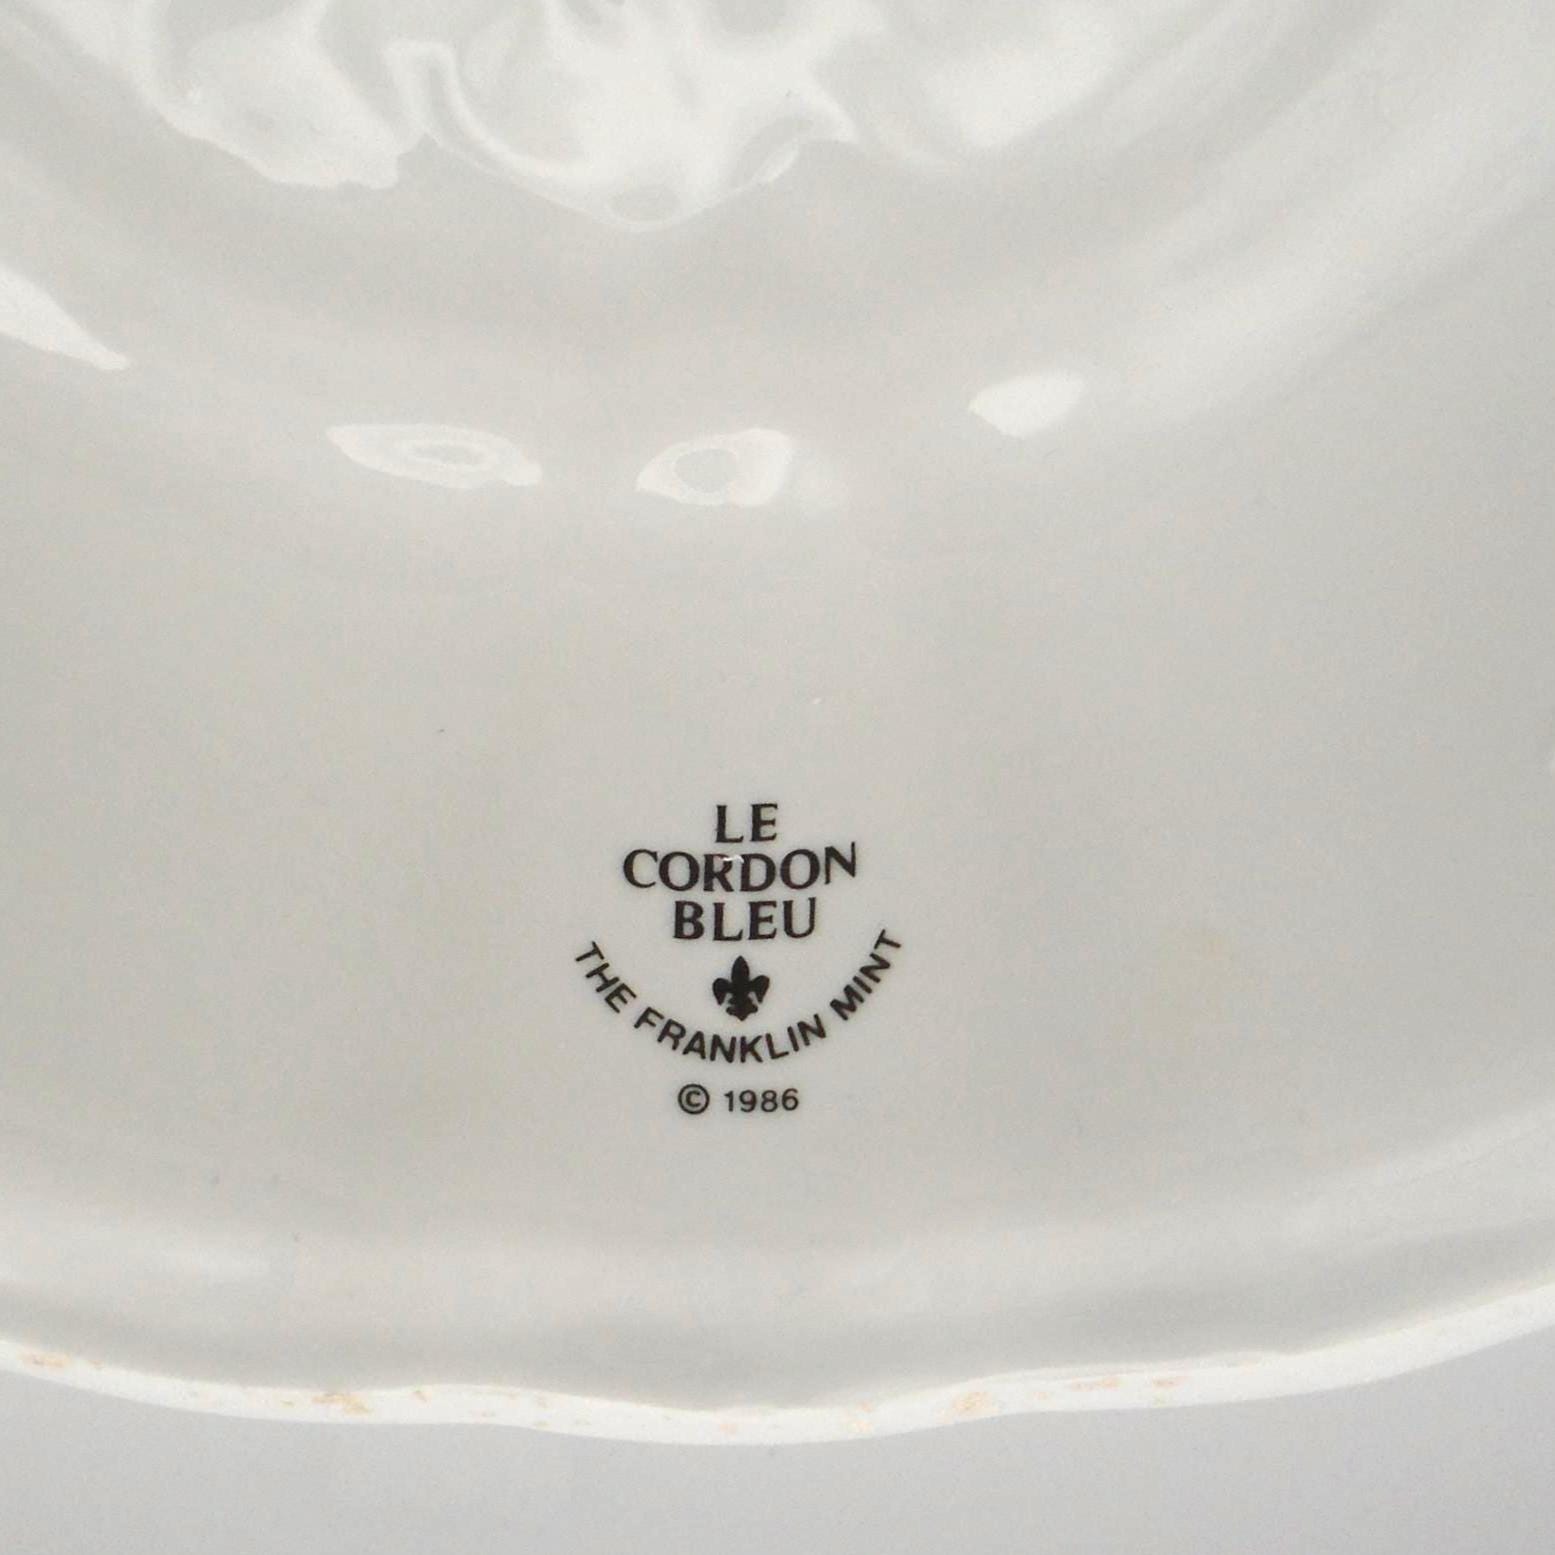 LE
CORDON
BLEU
THE FRANKLIN MINT
© 1986